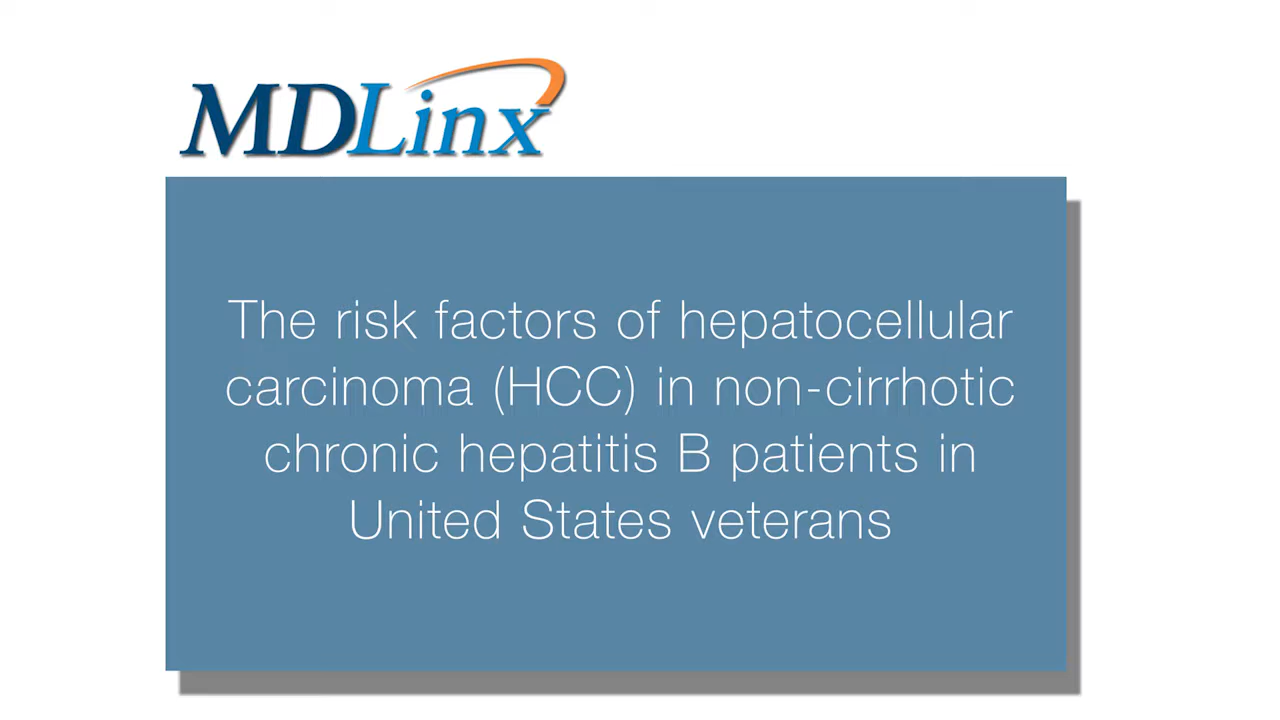 MDLinx
The risk factors of hepatocellular
carcinoma (HCC) in non-cirrhotic
chronic hepatitis B patients in
United States veterans